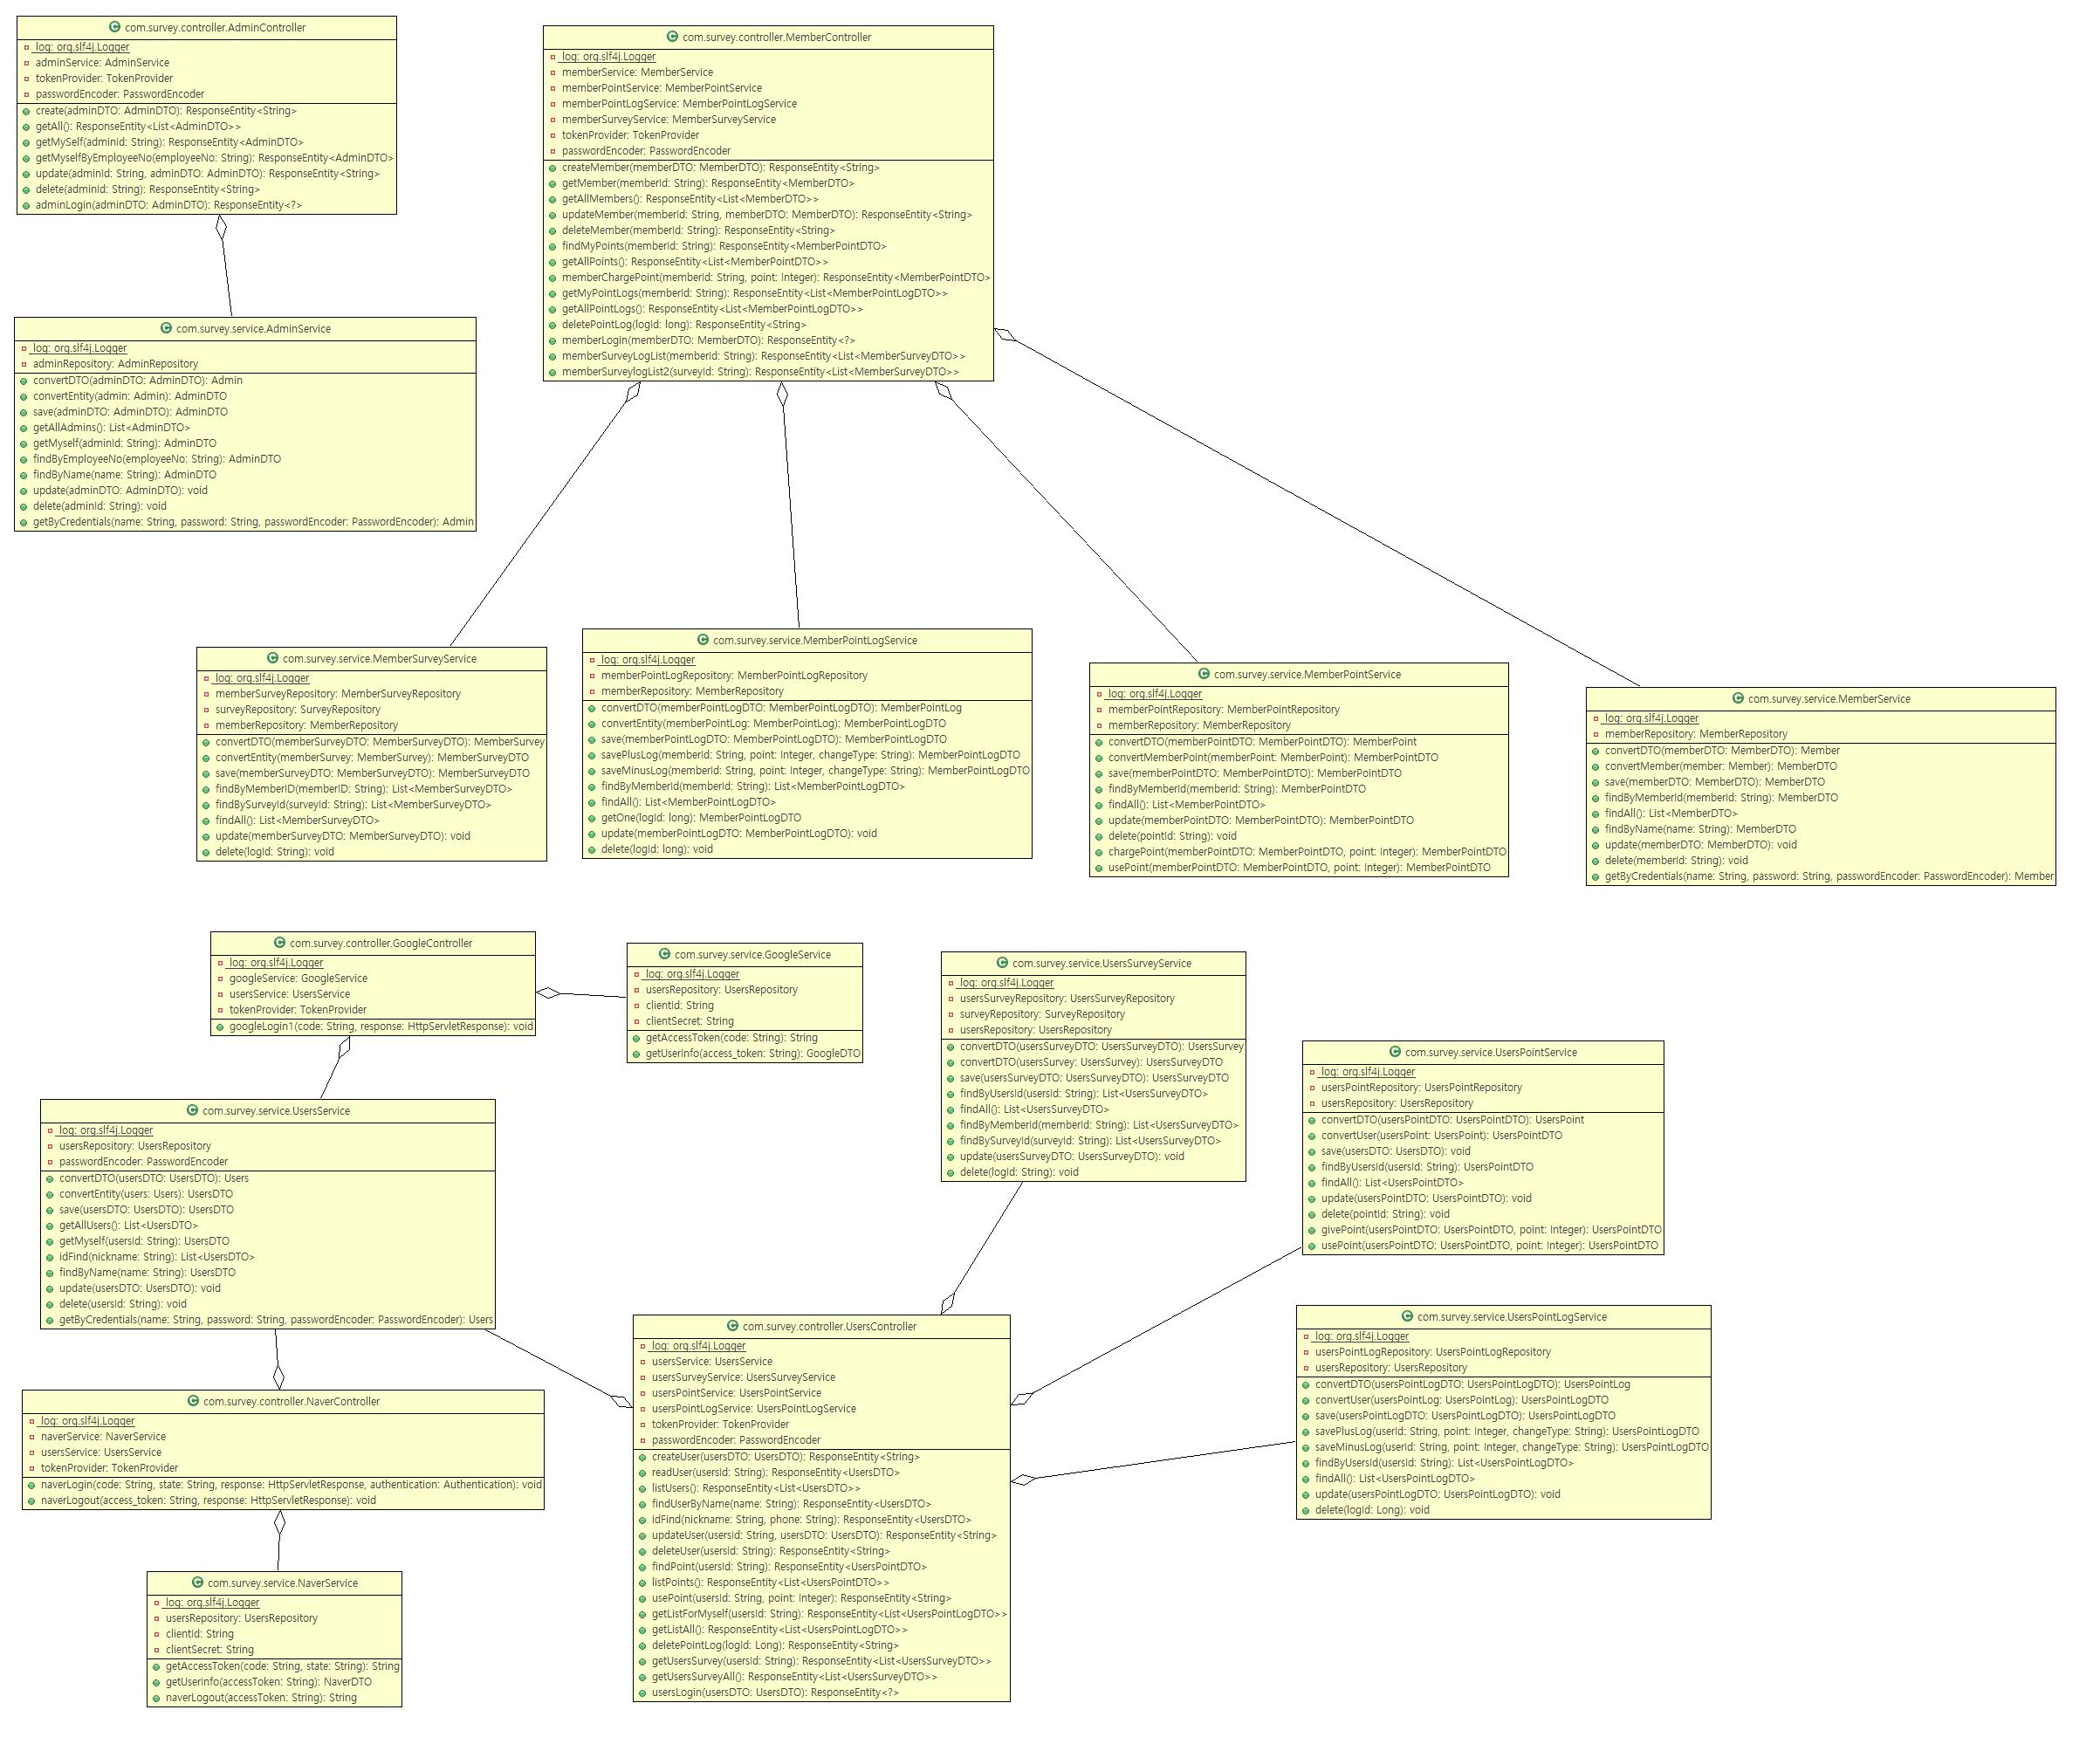 com.survey.controller.AdminController
log: org.slf4j.Logger
adminService: AdminService
tokenProvider: TokenProvider
passwordEncoder: PasswordEncoder
create(adminDTO: AdminDTO): ResponseEntity<String>
getAll(): ResponseEntity<List<AdminDTO>>
getMySelf(adminId: String): ResponseEntity<AdminDTO>
getMyselfByEmployeeNo(employeeNo: String): ResponseEntity<AdminDTO>
update(adminId: String, adminDTO: AdminDTO): ResponseEntity<String>
delete(adminId: String): ResponseEntity<String>
adminLogin(adminDTO: AdminDTO): ResponseEntity<?>
com.survey.controller.MemberController
log: org.slf4j.Logger
memberService: MemberService
memberPointService: MemberPointService
memberPointLogService: MemberPointLogService
memberSurveyService: MemberSurveyService
tokenProvider: TokenProvider
passwordEncoder: PasswordEncoder
createMember(memberDTO: MemberDTO): ResponseEntity<String>
getMember(memberId: String): ResponseEntity<MemberDTO>
getAllMembers(): ResponseEntity<List<MemberDTO>>
updateMember(memberId: String, memberDTO: MemberDTO): ResponseEntity<String>
deleteMember(memberId: String): ResponseEntity<String>
findMyPoints(memberId: String): ResponseEntity<MemberPointDTO>
getAllPoints(): ResponseEntity<List<MemberPointDTO>>
memberChargePoint(memberId: String, point: Integer): ResponseEntity<MemberPointDTO>
getMyPointLogs(memberId: String): ResponseEntity<List<MemberPointLogDTO>>
getAllPointLogs(): ResponseEntity<List<MemberPointLogDTO>>
deletePointLog(logId: long): ResponseEntity<String>
memberLogin(memberDTO: MemberDTO): ResponseEntity<?>
memberSurveyLogList(memberId: String): ResponseEntity<List<MemberSurveyDTO>>
memberSurveylogList2(surveyId: String): ResponseEntity<List<MemberSurveyDTO>>
com.survey.service.AdminService
log: org.slf4j.Logger
adminRepository: AdminRepository
convertDTO(adminDTO: AdminDTO): Admin
convertEntity(admin: Admin): AdminDTO
save(adminDTO: AdminDTO): AdminDTO
getAllAdmins(): List<AdminDTO>
getMyself(adminId: String): AdminDTO
findByEmployeeNo(employeeNo: String): AdminDTO
findByName(name: String): AdminDTO
update(adminDTO: AdminDTO): void
delete(adminId: String): void
getByCredentials(name: String, password: String, passwordEncoder: PasswordEncoder): Admin
com.survey.service.MemberSurveyService
log: org.slf4j.Logger
memberSurveyRepository: MemberSurveyRepository
surveyRepository: SurveyRepository
memberRepository: MemberRepository
convertDTO(memberSurveyDTO: MemberSurveyDTO): MemberSurvey
convertEntity(memberSurvey: MemberSurvey): MemberSurveyDTO
save(memberSurveyDTO: MemberSurveyDTO): MemberSurveyDTO
findByMemberID(memberID: String): List<MemberSurveyDTO>
findBySurveyId(surveyId: String): List<MemberSurveyDTO>
findAll(): List<MemberSurveyDTO>
update(memberSurveyDTO: MemberSurveyDTO): void
delete(logId: String): void
com.survey.service.MemberPointLogService
log: org.slf4j.Logger
memberPointLogRepository: MemberPointLogRepository
memberRepository: MemberRepository
convertDTO(memberPointLogDTO: MemberPointLogDTO): MemberPointLog
convertEntity(memberPointLog: MemberPointLog): MemberPointLogDTO
save(memberPointLogDTO: MemberPointLogDTO): MemberPointLogDTO
savePlusLog(memberId: String, point: Integer, changeType: String): MemberPointLogDTO
saveMinusLog(memberId: String, point: Integer, changeType: String): MemberPointLogDTO
findByMemberId(memberId: String): List<MemberPointLogDTO>
findAll(): List<MemberPointLogDTO>
getOne(logId: long): MemberPointLogDTO
update(memberPointLogDTO: MemberPointLogDTO): void
delete(logId: long): void
com.survey.service.MemberPointService
log: org.slf4j.Logger
memberPointRepository: MemberPointRepository
memberRepository: MemberRepository
convertDTO(memberPointDTO: MemberPointDTO): MemberPoint
convertMemberPoint(memberPoint: MemberPoint): MemberPointDTO
save(memberPointDTO: MemberPointDTO): MemberPointDTO
findByMemberId(memberId: String): MemberPointDTO
findAll(): List<MemberPointDTO>
update(memberPointDTO: MemberPointDTO): MemberPointDTO
delete(pointId: String): void
chargePoint(memberPointDTO: MemberPointDTO, point: Integer): MemberPointDTO
usePoint(memberPointDTO: MemberPointDTO, point: Integer): MemberPointDTO
com.survey.service.MemberService
log: org.slf4j.Logger
memberRepository: MemberRepository
convertDTO(memberDTO: MemberDTO): Member
convertMember(member: Member): MemberDTO
save(memberDTO: MemberDTO): MemberDTO
findByMemberId(memberId: String): MemberDTO
findAll(): List<MemberDTO>
findByName(name: String): MemberDTO
update(memberDTO: MemberDTO): void
delete(memberId: String): void
getByCredentials(name: String, password: String, passwordEncoder: PasswordEncoder): Member
com.survey.controller.GoogleController
log: org.slf4j.Logger
googleService: GoogleService
usersService: UsersService
tokenProvider: TokenProvider
googleLogin1(code: String, response: HttpServletResponse): void
com.survey.service.GoogleService
log: org.slf4j.Logger
usersRepository: UsersRepository
clientId: String
clientSecret: String
getAccessToken(code: String): String
getUserInfo(access_token: String): GoogleDTO
com.survey.service.UsersSurveyService
log: org.slf4j.Logger
usersSurveyRepository: UsersSurveyRepository
surveyRepository: SurveyRepository
usersRepository: UsersRepository
convertDTO(usersSurveyDTO: UsersSurveyDTO): UsersSurvey
convertDTO(usersSurvey: UsersSurvey): UsersSurveyDTO
save(usersSurveyDTO: UsersSurveyDTO): UsersSurveyDTO
findByUsersId(usersId: String): List<UsersSurveyDTO>
findAll(): List<UsersSurveyDTO>
findByMemberId(memberId: String): List<UsersSurveyDTO>
findBySurveyId(surveyId: String): List<UsersSurveyDTO>
update(usersSurveyDTO: UsersSurveyDTO): void
delete(logId: String): void
com.survey.service.UsersPointService
log: org.slf4j.Logger
usersPointRepository: UsersPointRepository
usersRepository: UsersRepository
convertDTO(usersPointDTO: UsersPointDTO): UsersPoint
convertUser(usersPoint: UsersPoint): UsersPointDTO
save(usersDTO: UsersDTO): void
findByUsersId(usersId: String): UsersPointDTO
findAll(): List<UsersPointDTO>
update(usersPointDTO: UsersPointDTO): void
delete(pointId: String): void
givePoint(usersPointDTO: UsersPointDTO, point: Integer): UsersPointDTO
usePoint(usersPointDTO: UsersPointDTO, point: Integer): UsersPointDTO
com.survey.service.UsersService
log: org.slf4j.Logger
usersRepository: UsersRepository
passwordEncoder: PasswordEncoder
convertDTO(usersDTO: UsersDTO): Users
convertEntity(users: Users): UsersDTO
save(usersDTO: UsersDTO): UsersDTO
getAllUsers(): List<UsersDTO>
getMyself(usersId: String): UsersDTO
idFind(nickname: String): List<UsersDTO>
findByName(name: String): UsersDTO
update(usersDTO: UsersDTO): void
delete(usersId: String): void
getByCredentials(name: String, password: String, passwordEncoder: PasswordEncoder): Users
com.survey.controller.UsersController
log: org.slf4j.Logger
usersService: UsersService
usersSurveyService: UsersSurveyService
usersPointService: UsersPointService
usersPointLogService: UsersPointLogService
tokenProvider: TokenProvider
passwordEncoder: PasswordEncoder
createUser(usersDTO: UsersDTO): ResponseEntity<String>
readUser(usersId: String): ResponseEntity<UsersDTO>
listUsers(): ResponseEntity<List<UsersDTO>>
findUserByName(name: String): ResponseEntity<UsersDTO>
idFind(nickname: String, phone: String): ResponseEntity<UsersDTO>
updateUser(usersId: String, usersDTO: UsersDTO): ResponseEntity<String>
deleteUser(usersId: String): ResponseEntity<String>
findPoint(usersId: String): ResponseEntity<UsersPointDTO>
listPoints(): ResponseEntity<List<UsersPointDTO>>
usePoint(usersId: String, point: Integer): ResponseEntity<String>
getListForMyself(usersId: String): ResponseEntity<List<UsersPointLogDTO>>
getListAll(): ResponseEntity<List<UsersPointLogDTO>>
deletePointLog(logId: Long): ResponseEntity<String>
getUsersSurvey(usersId: String): ResponseEntity<List<UsersSurveyDTO>>
getUsersSurveyAll(): ResponseEntity<List<UsersSurveyDTO>>
usersLogin(usersDTO: UsersDTO): ResponseEntity<?>
com.survey.service.UsersPointLogService
log: org.slf4j.Logger
usersPointLogRepository: UsersPointLogRepository
usersRepository: UsersRepository
convertDTO(usersPointLogDTO: UsersPointLogDTO): UsersPointLog
convertUser(usersPointLog: UsersPointLog): UsersPointLogDTO
save(usersPointLogDTO: UsersPointLogDTO): UsersPointLogDTO
savePlusLog(userId: String, point: Integer, changeType: String): UsersPointLogDTO
saveMinusLog(userId: String, point: Integer, changeType: String): UsersPointLogDTO
findByUsersId(usersId: String): List<UsersPointLogDTO>
findAll(): List<UsersPointLogDTO>
update(usersPointLogDTO: UsersPointLogDTO): void
delete(logId: Long): void
com.survey.controller.NaverController
log: org.slf4j.Logger
naverService: NaverService
usersService: UsersService
tokenProvider: TokenProvider
naverLogin(code: String, state: String, response: HttpServletResponse, authentication: Authentication): void
naverLogout(access_token: String, response: HttpServletResponse): void
com.survey.service.NaverService
log: org.slf4j.Logger
usersRepository: UsersRepository
clientId: String
clientSecret: String
getAccessToken(code: String, state: String): String
getUserInfo(accessToken: String): NaverDTO
naverLogout(accessToken: String): String